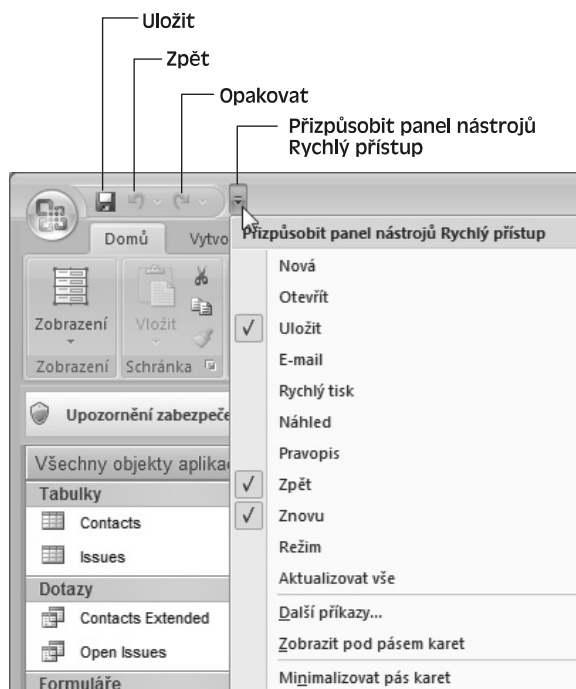 Uložit
Zpět
Opakovat
Přizpůsobit panel nástrojů
Rychlý přístup
Domů
Vytvo
Zobrazení
Vložit
Zobrazení
Schránka
Upozornění zabezpeče
Všechny objekty aplika
Tabulky
Contacts
Issues
Dotazy
Contacts Extended
Open Issues
Formuláře
Přizpůsobit panel nástrojů Rychlý přístup
Nová
Otevřít
Uložit
E-mail
Rychlý tisk
Náhled
Pravopis
Zpět
Znovu
Režim
Aktualizovat vše
Další příkazy...
Zobrazit pod pásem karet
Minimalizovat pás karet